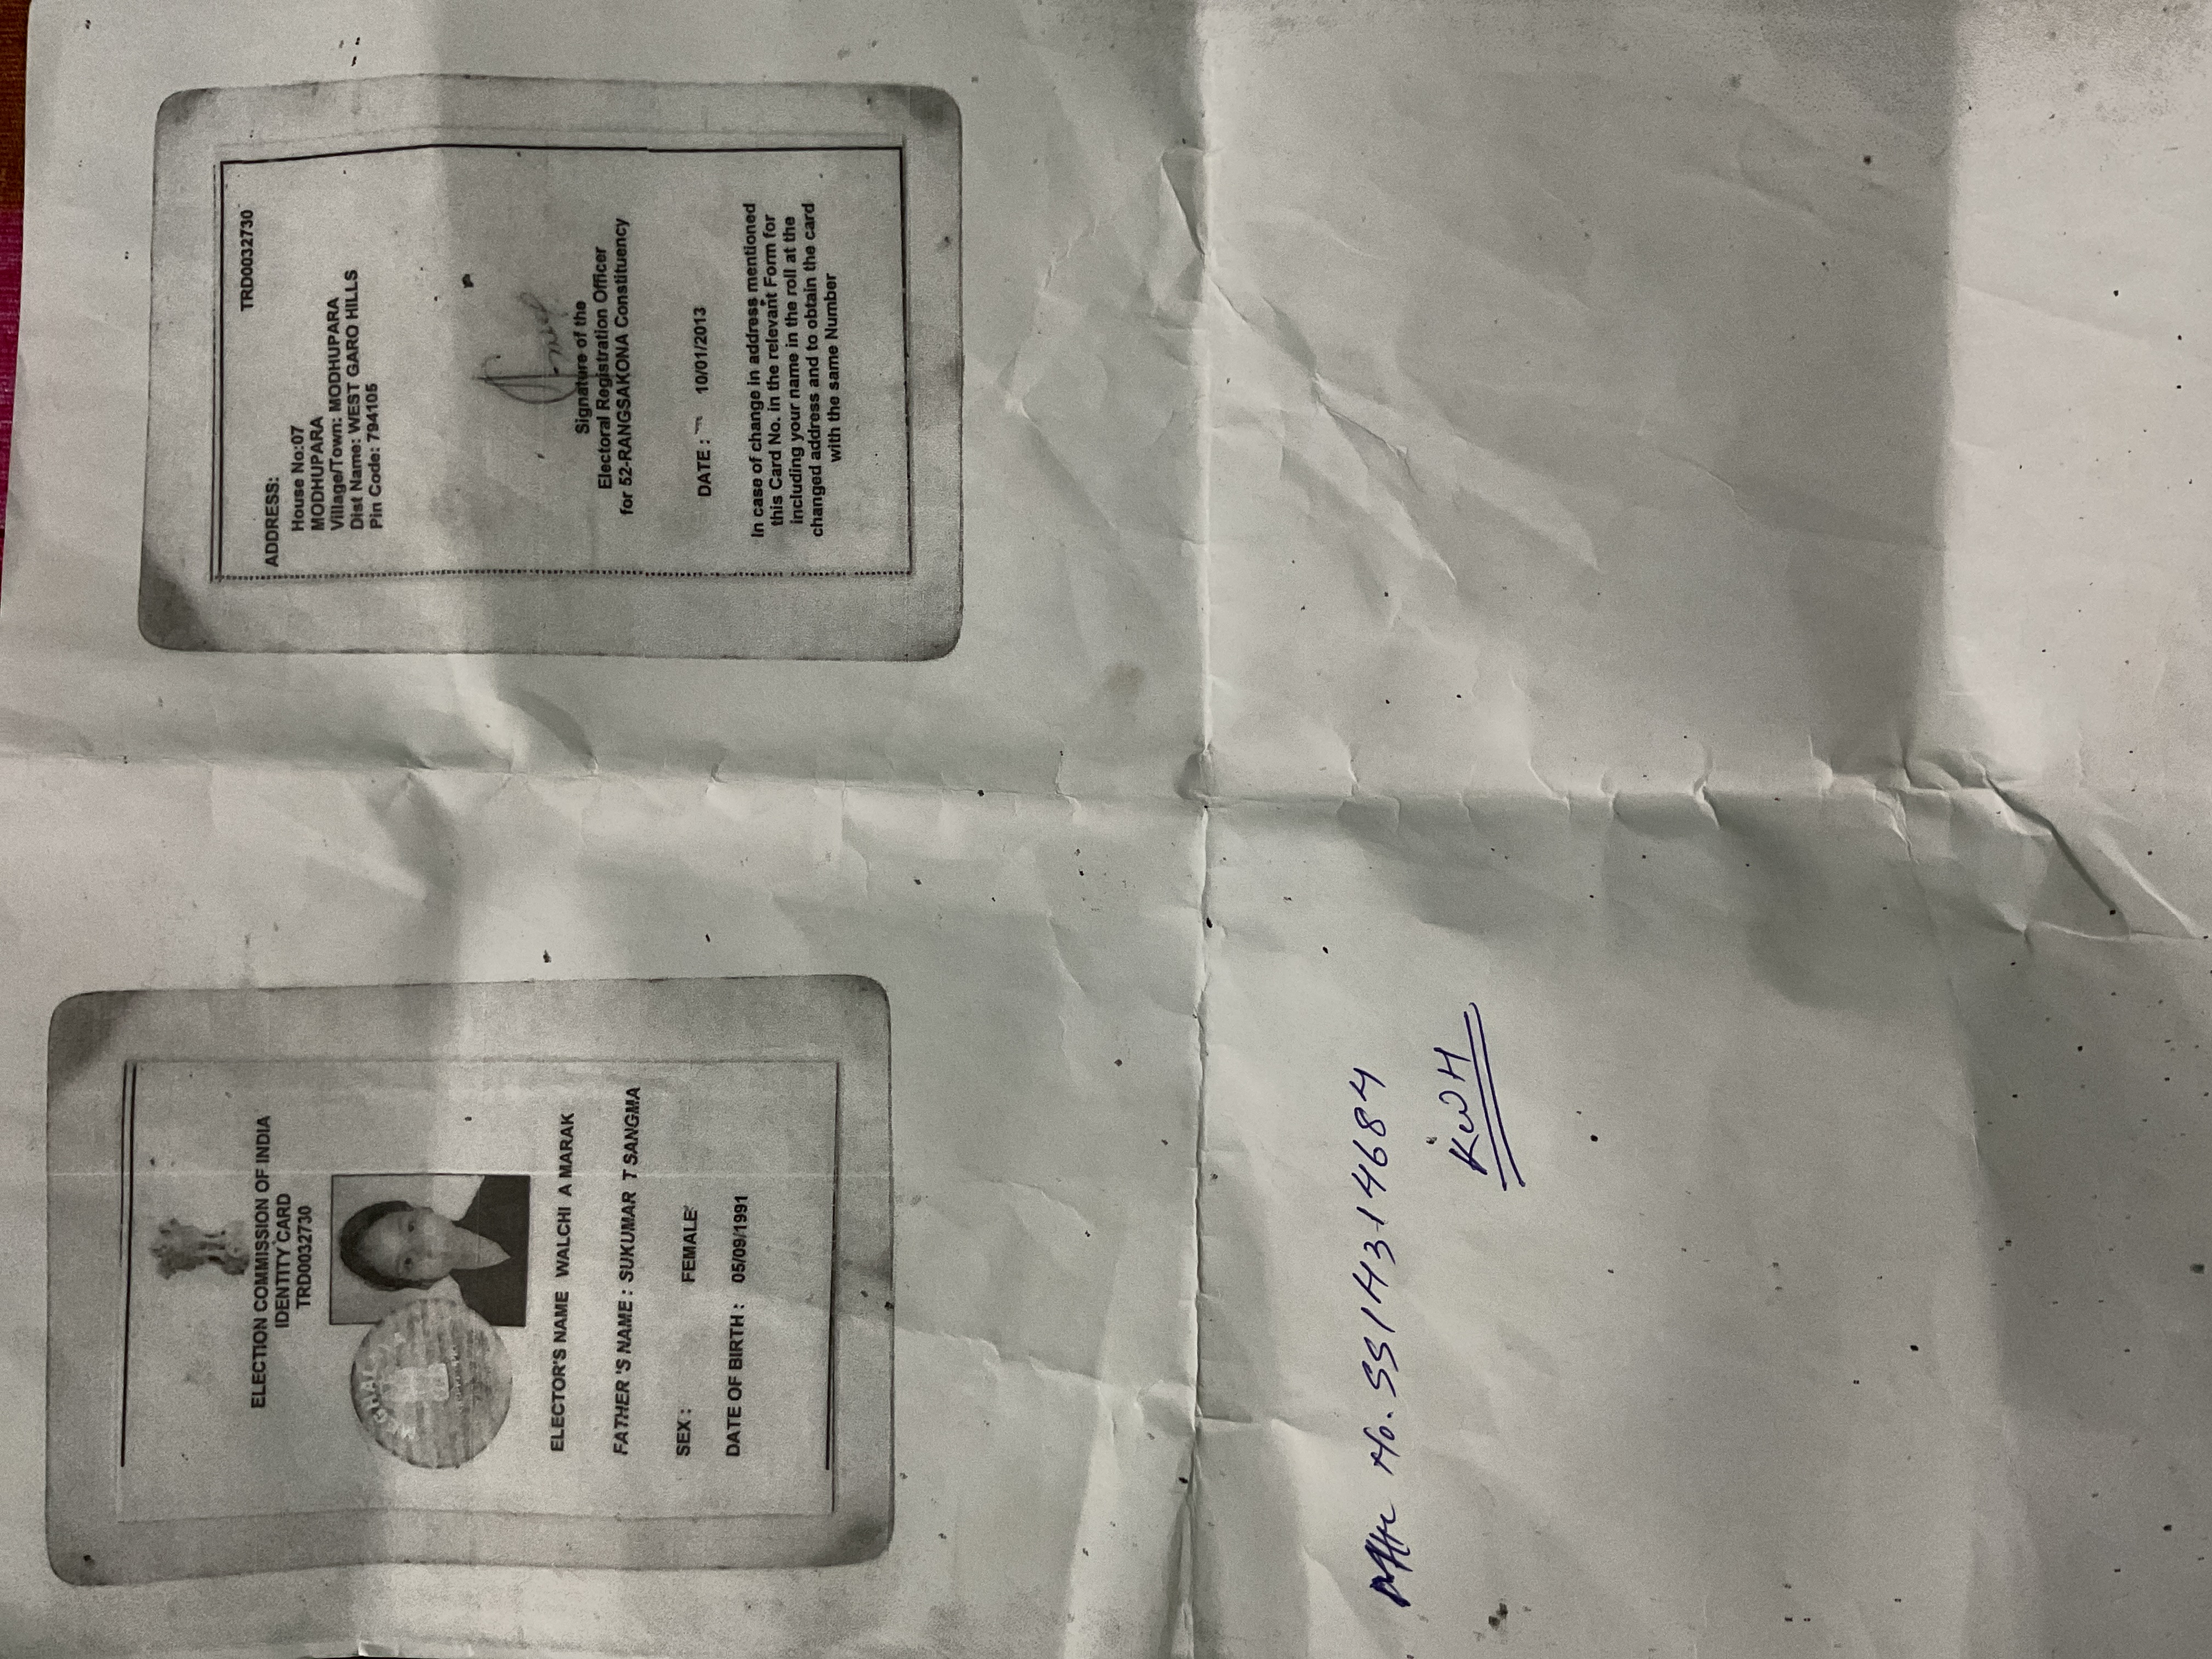 ELECTION COMMISSION OF INDIA
IDENTITY CARD
TRD0032730
ELECTOR'S NAME WALCHI A MARAK
FATHER'S NAME : SUKUMAR T SANGMA
SEX : FEMALE
DATE OF BIRTH : 05/09/1991
TRD0032730
ADDRESS:
House No:07
MODHUPARA
Village/Town: MODHUPARA
Dist Name: WEST GARO HILLS
Pin Code: 794105
Signature of the
Electoral Registration Officer
for 52-RANGSAKONA Constituency
DATE : 10/01/2013
In case of change in address mentioned
this Card No. in the relevant Form for
including your name in the roll at the
changed address and to obtain the card
with the same Number
No. SS
KWH